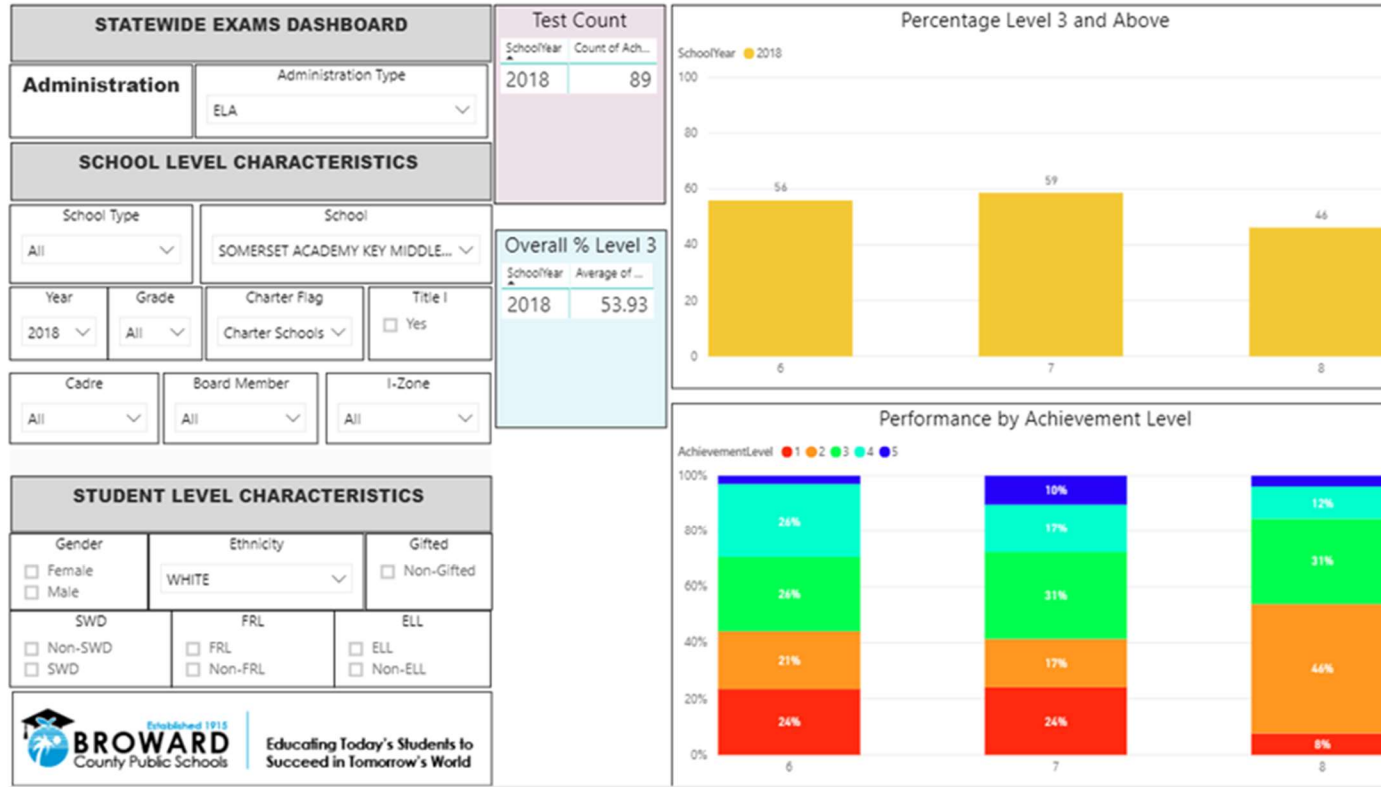 STATEWIDE EXAMS DASHBOARD
Administration
Administration Type
ELA
SCHOOL LEVEL CHARACTERISTICS
School Type
All
School
SOMERSET ACADEMY KEY MIDDLE...
Year
2018
Grade
All
Charter Flag
Charter Schools
Title I
Yes
Cadre
All
Board Member
All
I-Zone
All
STUDENT LEVEL CHARACTERISTICS
Gender
Female
Male
Ethnicity
WHITE
Gifted
Non-Gifted
SWD
Non-SWD
SWD
FRL
FRL
Non-FRL
ELL
ELL
Non-ELL
Established 1915
BROWARD
County Public Schools
Educating Today's Students to
Succeed in Tomorrow's World
Test Count
SchoolYear Count of Ach...
2018 89
Overall % Level 3
SchoolYear Average of ...
2018 53.93
Percentage Level 3 and Above
SchoolYear 2018
100
80
60
40
20
0
56
59
46
6 7 8
Performance by Achievement Level
AchievementLevel 1 2 3 4 5
100%
80%
60%
40%
20%
0%
26%
26%
21%
24%
10%
17%
31%
17%
24%
12%
31%
46%
8%
6 7 8